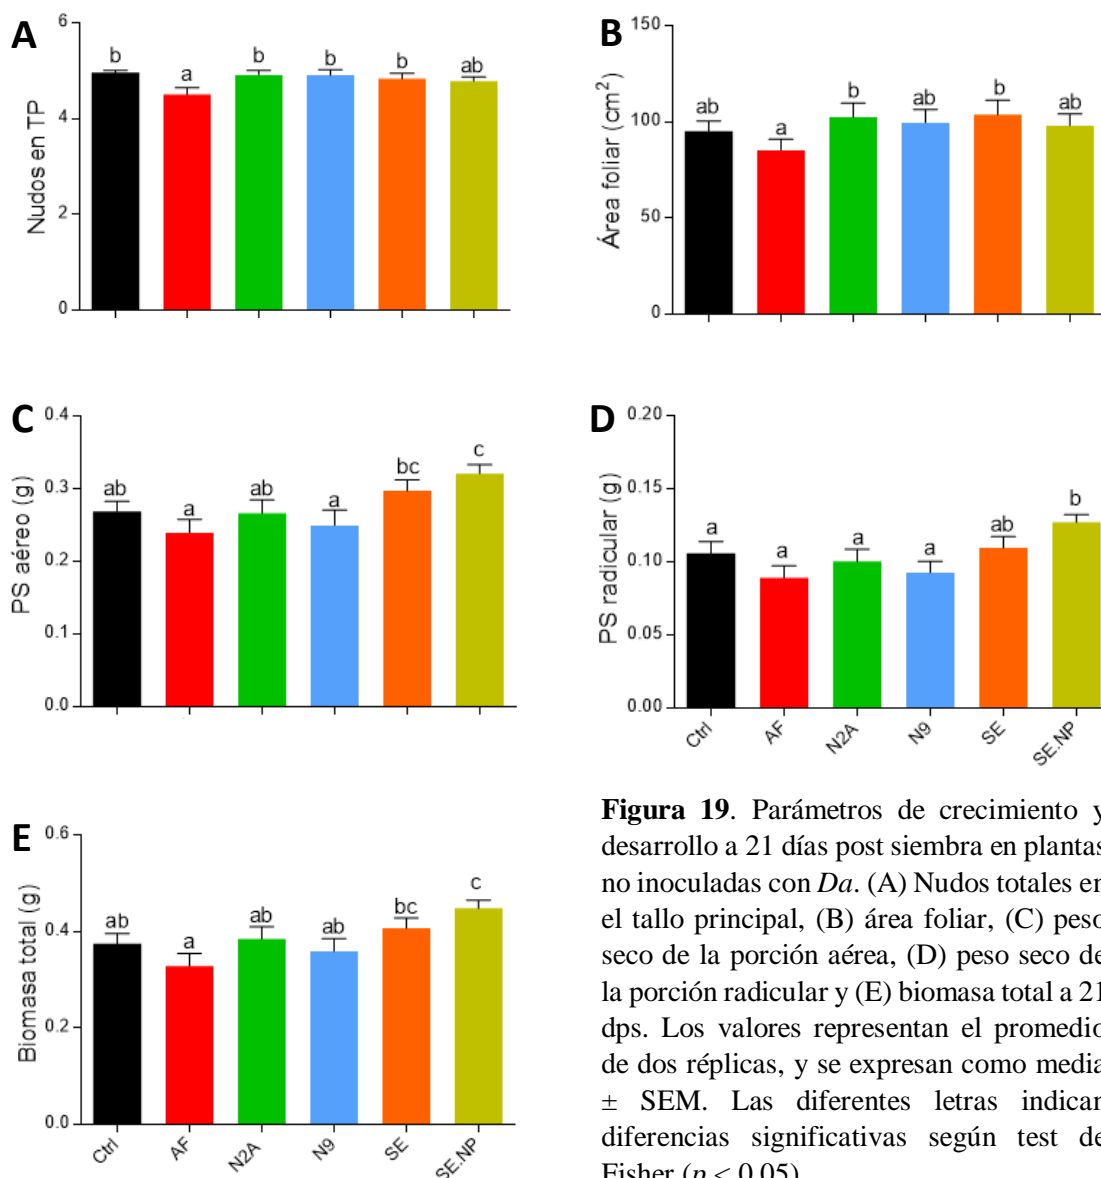 A
Nudos en TP
6
4
2
0
b
a
b
b
b
ab
B
Área foliar (cm²)
150
100
50
0
ab
a
b
ab
b
ab
C
PS aéreo (g)
0.4
0.3
0.2
0.1
0.0
ab
a
ab
a
bc
c
D
PS radicular (g)
0.20
0.15
0.10
0.05
0.00
a
a
a
a
ab
b
Ctrl
AF
N2A
N9
SE
SE.NP
E
Biomasa total (g)
0.6
0.4
0.2
0.0
ab
a
ab
ab
bc
c
Ctrl
AF
N2A
N9
SE
SE.NP
Figura 19. Parámetros de crecimiento y
desarrollo a 21 días post siembra en plantas
no inoculadas con Da. (A) Nudos totales en
el tallo principal, (B) área foliar, (C) peso
seco de la porción aérea, (D) peso seco de
la porción radicular y (E) biomasa total a 21
dps. Los valores representan el promedio
de dos réplicas, y se expresan como media
± SEM. Las diferentes letras indican
diferencias significativas según test de
Fisher (p < 0.05)